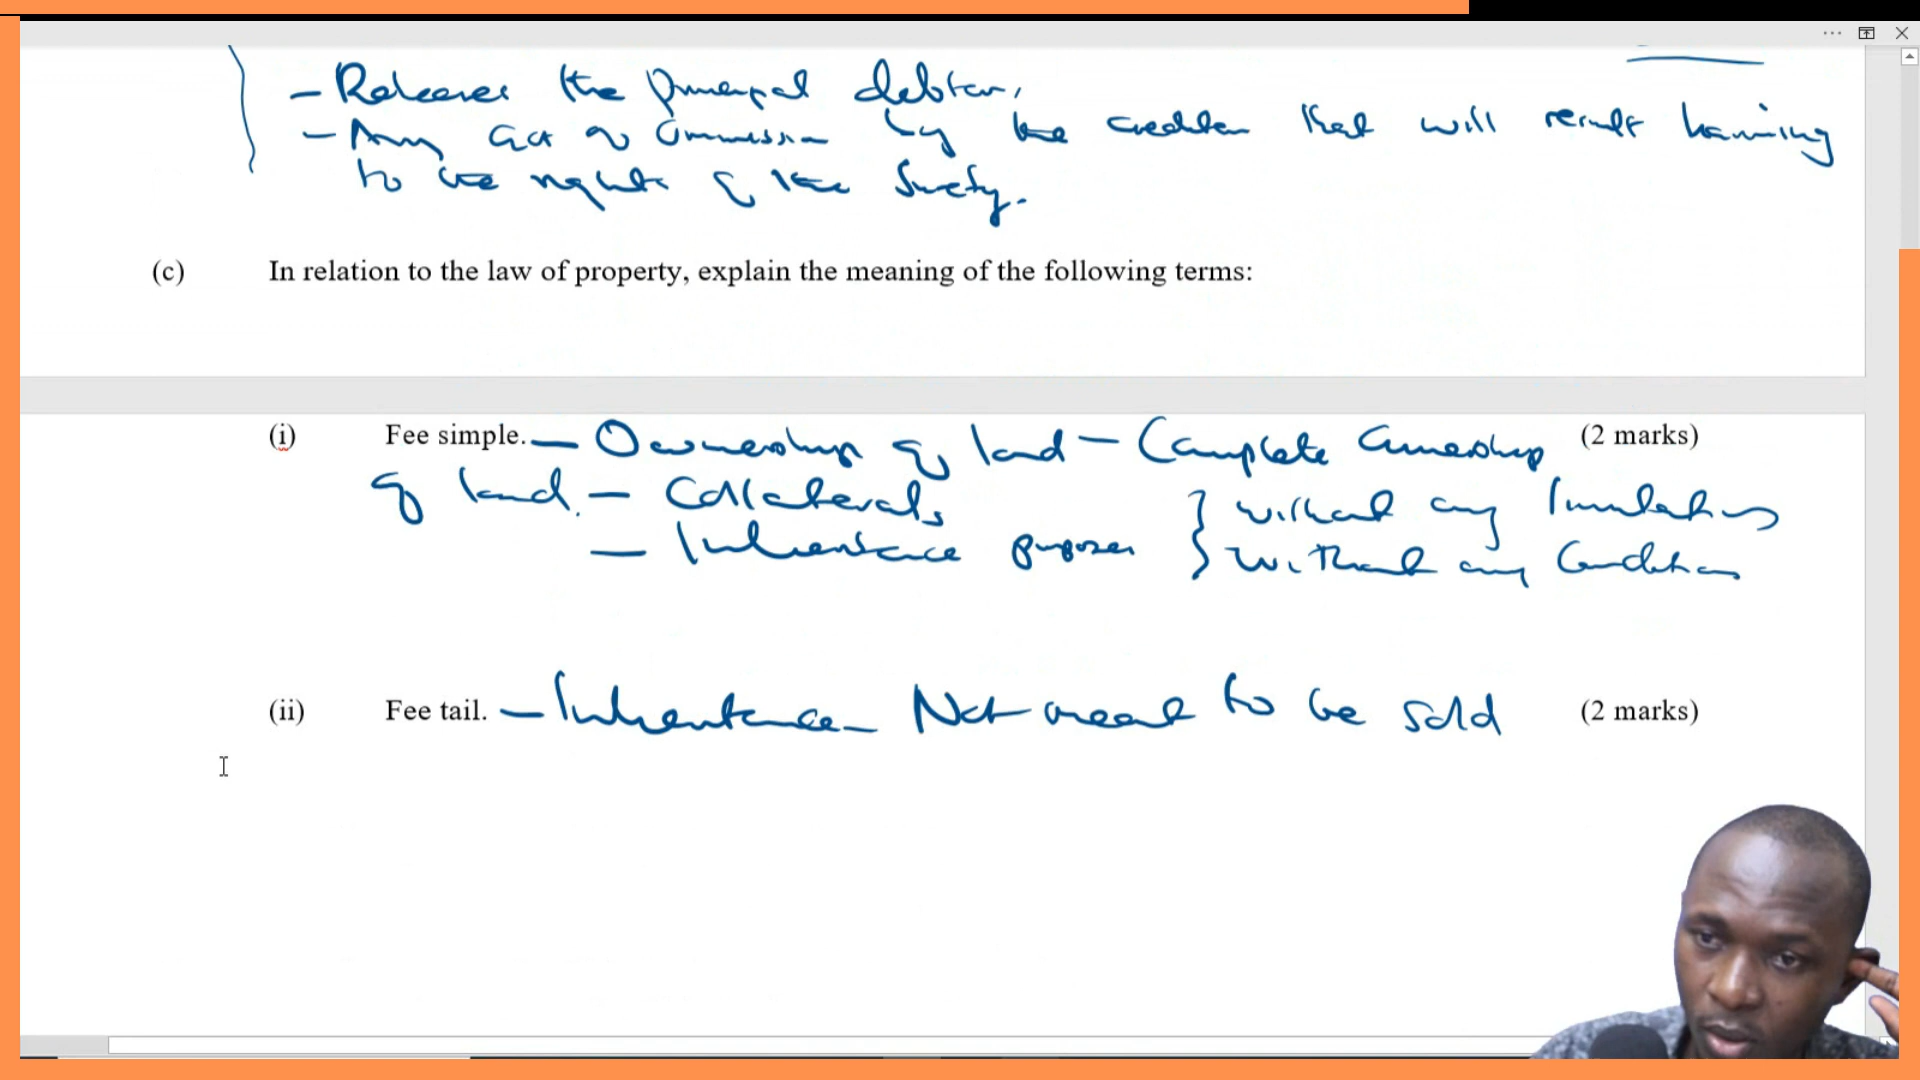 - Releases the principal debtor,
- Any act or Ommission by the creditor that will result harming
to the rights of the Surety.
(c) In relation to the law of property, explain the meaning of the following terms:
(i) Fee simple. - Ownership of land - Complete Ownership (2 marks)
of land. - Collaterals } without any limitations
- Inheritance purposes } without any Conditions
(ii) Fee tail. - Inheritance - Not meant to be sold (2 marks)